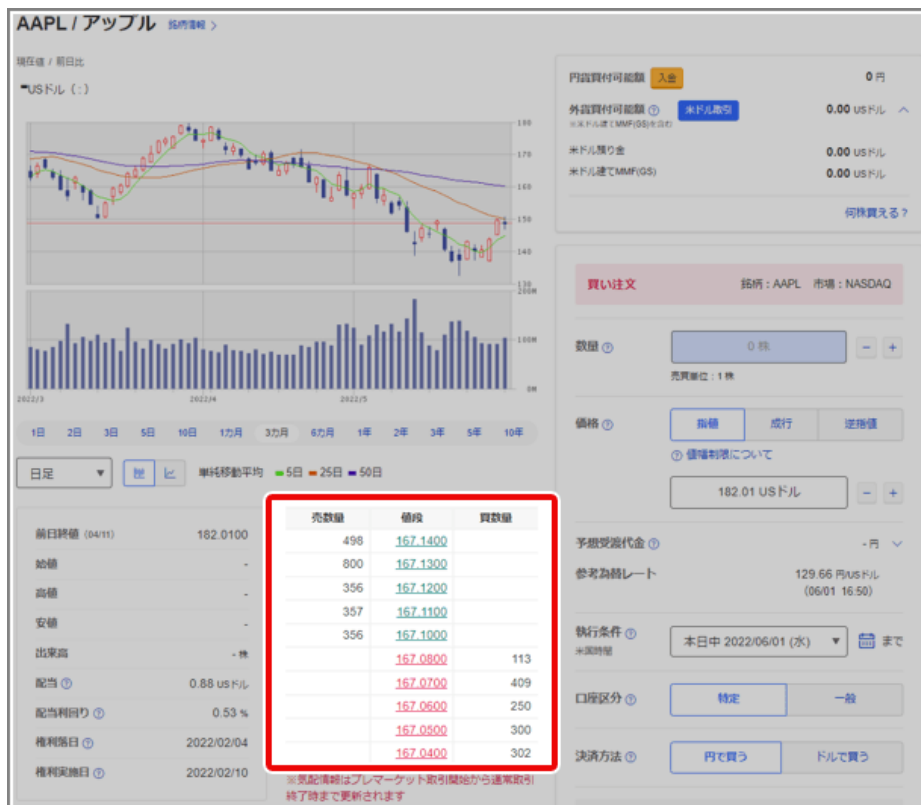 AAPL / アップル 銘柄情報 >
現在値 / 前日比
-USドル ( : )
190
170
160
150
140
130
200M
100M
0M
2022/3 2022/4 2022/5
1日 2日 3日 5日 10日 1カ月 3カ月 6カ月 1年 2年 3年 5年 10年
日足 ▼ 単純移動平均 5日 25日 50日
前日終値 (04/11) 182.0100
始値 -
高値 -
安値 -
出来高 - 株
配当 ? 0.88 USドル
配当利回り ? 0.53 %
権利落日 ? 2022/02/04
権利実施日 ? 2022/02/10
売数量 値段 買数量
498 167.1400
800 167.1300
356 167.1200
357 167.1100
356 167.1000
167.0800 113
167.0700 409
167.0600 250
167.0500 300
167.0400 302
※気配情報はプレマーケット取引開始から通常取引
終了時まで更新されます
円貨買付可能額 入金 0 円
外貨買付可能額 ? 米ドル取引 0.00 USドル
※米ドル建てMMF(GS)を含む
米ドル預り金 0.00 USドル
米ドル建てMMF(GS) 0.00 USドル
何株買える?
買い注文 銘柄：AAPL 市場：NASDAQ
数量 ? 0 株 − +
売買単位：1 株
価格 ? 指値 成行 逆指値
? 値幅制限について
182.01 USドル − +
予想受渡代金 ? - 円
参考為替レート 129.66 円/USドル
(06/01 16:50)
執行条件 ? 本日中 2022/06/01 (水) ▼ まで
米国時間
口座区分 ? 特定 一般
決済方法 ? 円で買う ドルで買う